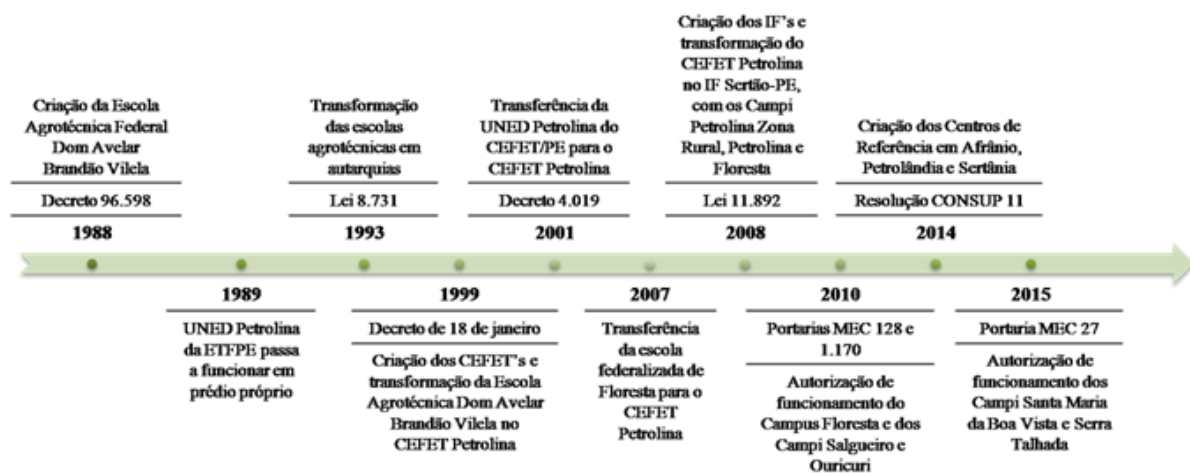 Criação da Escola
Agrotécnica Federal
Dom Avelar
Brandão Vilela
Decreto 96.598
1988
Transformação
das escolas
agrotécnicas em
autarquias
Lei 8.731
1993
Transferência da
UNED Petrolina do
CEFET/PE para o
CEFET Petrolina
Decreto 4.019
2001
Criação dos IF's e
transformação do
CEFET Petrolina
no IF Sertão-PE,
com os Campi
Petrolina Zona
Rural, Petrolina e
Floresta
Lei 11.892
2008
Criação dos Centros de
Referência em Afrânio,
Petrolândia e Sertânia
Resolução CONSUP 11
2014
1989
UNED Petrolina
da ETFPE passa
a funcionar em
prédio próprio
1999
Decreto de 18 de janeiro
Criação dos CEFET's e
transformação da Escola
Agrotécnica Dom Avelar
Brandão Vilela no
CEFET Petrolina
2007
Transferência
da escola
federalizada de
Floresta para o
CEFET
Petrolina
2010
Portarias MEC 128 e
1.170
Autorização de
funcionamento do
Campus Floresta e dos
Campi Salgueiro e
Ouricuri
2015
Portaria MEC 27
Autorização de
funcionamento dos
Campi Santa Maria
da Boa Vista e Serra
Talhada